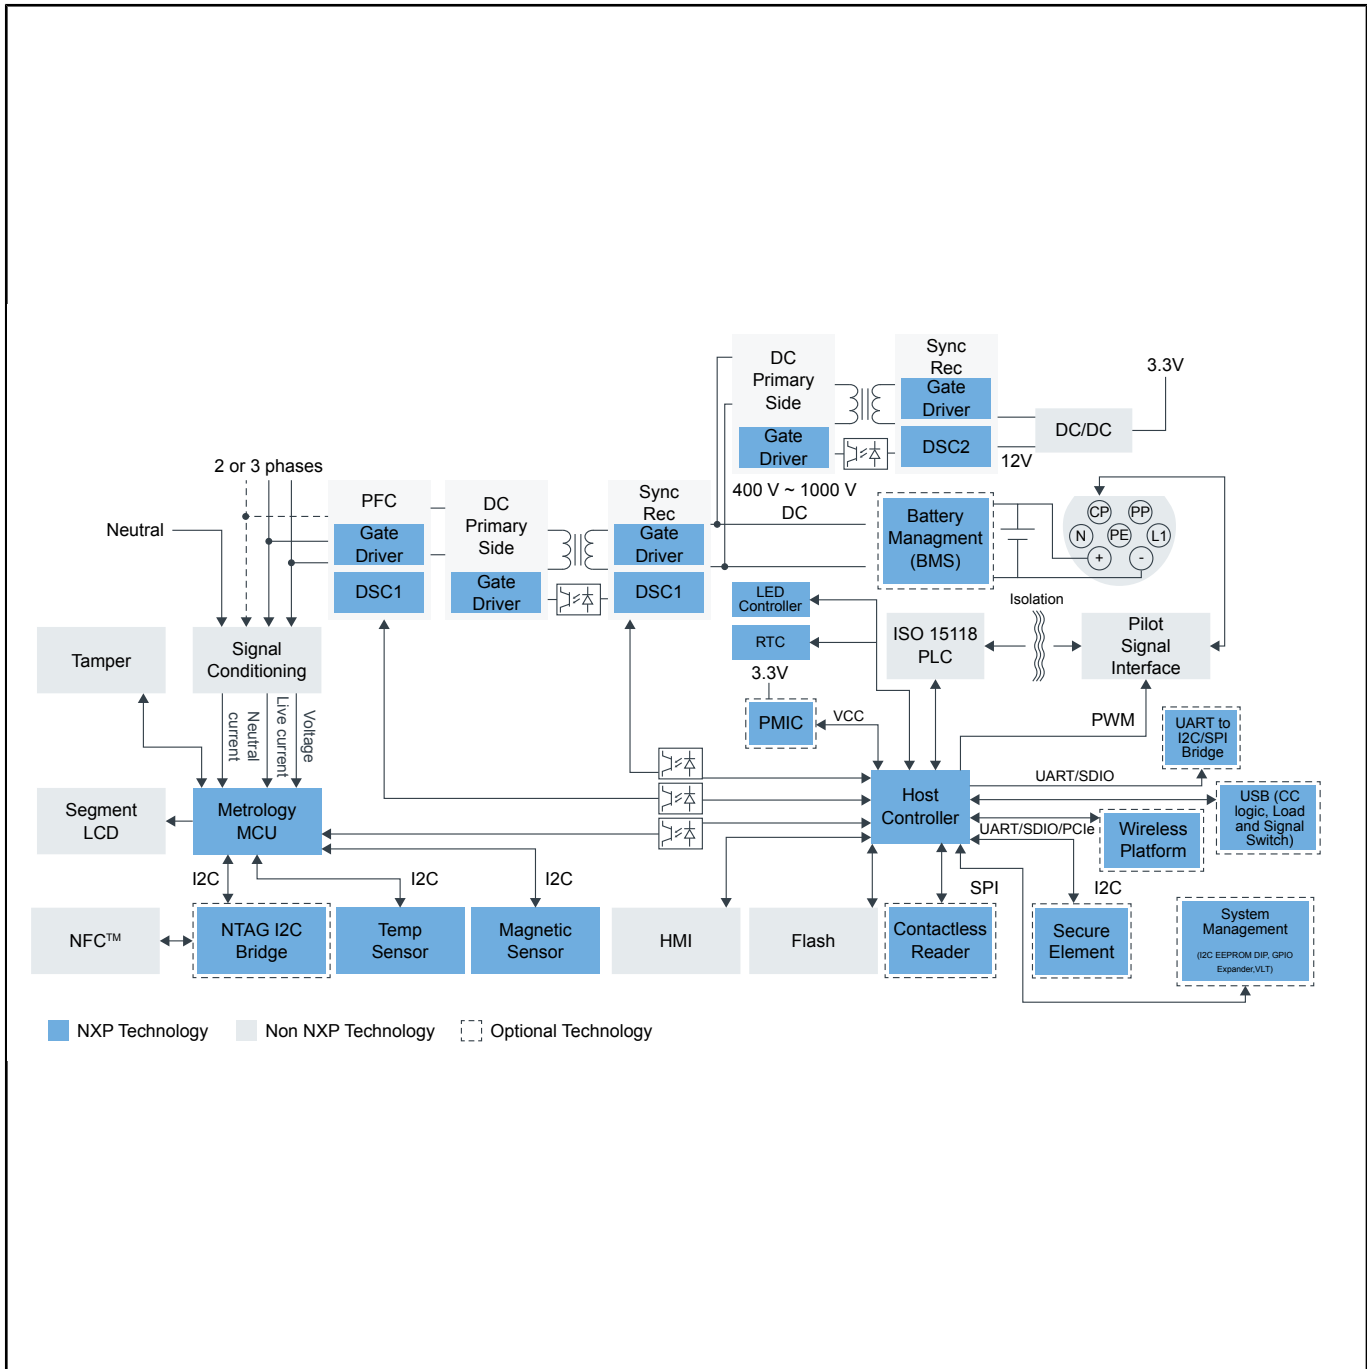 DC
Primary
Side
Gate
Driver
Sync
Rec
Gate
Driver
DSC2
3.3V
DC/DC
12V
2 or 3 phases
Neutral
PFC
Gate
Driver
DSC1
DC
Primary
Side
Gate
Driver
Sync
Rec
Gate
Driver
DSC1
400 V ~ 1000 V
DC
Battery
Managment
(BMS)
CP
PP
N
PE
L1
+
-
LED
Controller
RTC
3.3V
PMIC
VCC
ISO 15118
PLC
Isolation
Pilot
Signal
Interface
PWM
UART to
I2C/SPI
Bridge
Tamper
Signal
Conditioning
Neutral
current
Live current
Voltage
Segment
LCD
Metrology
MCU
Host
Controller
UART/SDIO
UART/SDIO/PCIe
USB (CC
logic, Load
and Signal
Switch)
Wireless
Platform
I2C
I2C
I2C
SPI
I2C
NFC™
NTAG I2C
Bridge
Temp
Sensor
Magnetic
Sensor
HMI
Flash
Contactless
Reader
Secure
Element
System
Management
(I2C EEPROM DIP, GPIO
Expander,VLT)
NXP Technology
Non NXP Technology
Optional Technology